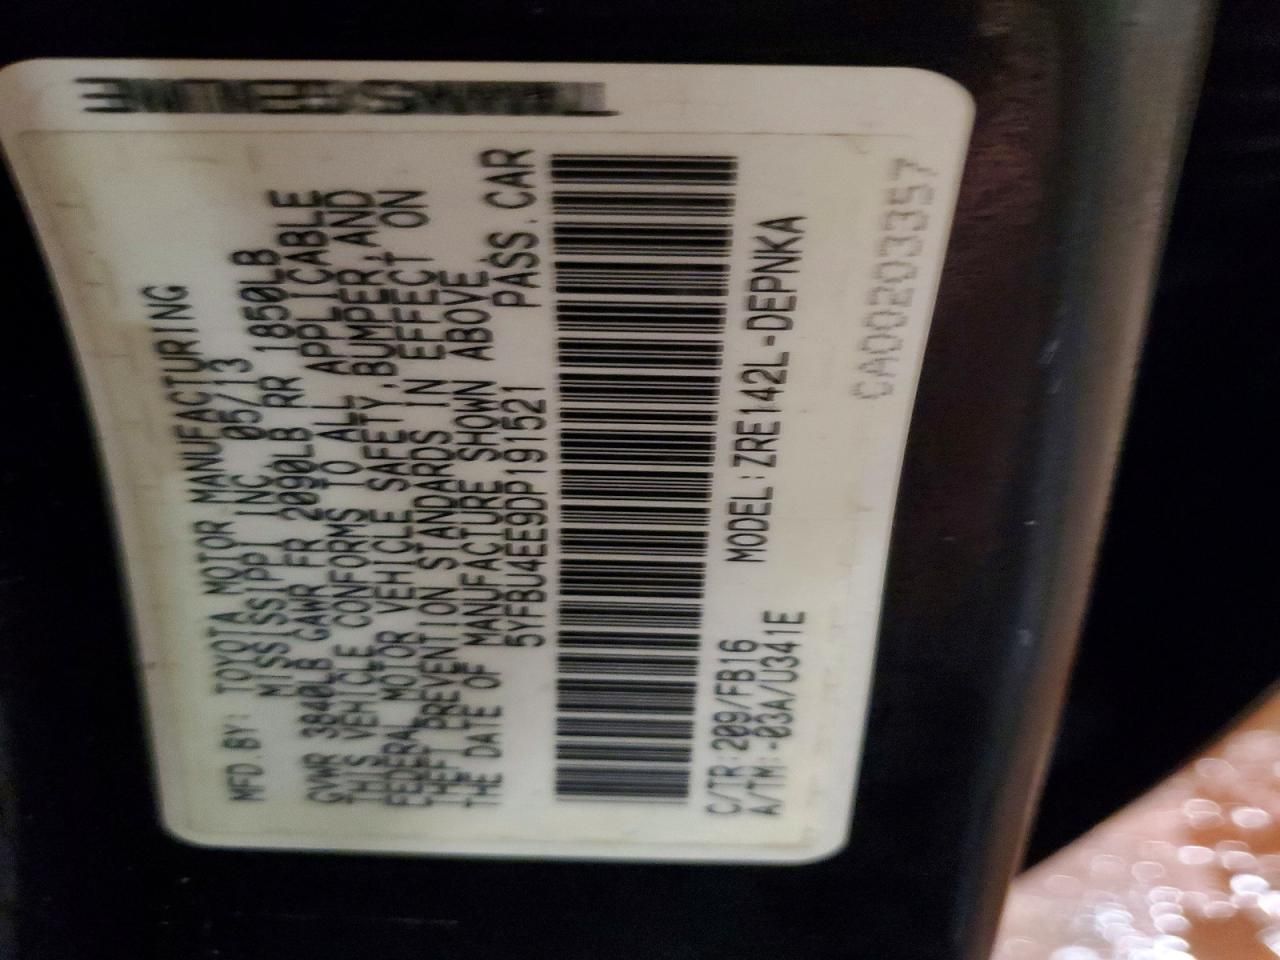 MFD.BY: TOYOTA MOTOR MANUFACTURING
MISSISSIPPI INC 05/13
GVWR 3840LB GAWR FR 2090LB RR 1850LB
THIS VEHICLE CONFORMS TO ALL APPLICABLE
FEDERAL MOTOR VEHICLE SAFETY,BUMPER,AND
THEFT PREVENTION STANDARDS IN EFFECT ON
THE DATE OF MANUFACTURE SHOWN ABOVE.
5YFBU4EE9DP191521 PASS.CAR
C/TR:209/FB16 MODEL:ZRE142L-DEPNKA
A/TM:-03A/U341E
CA00203357